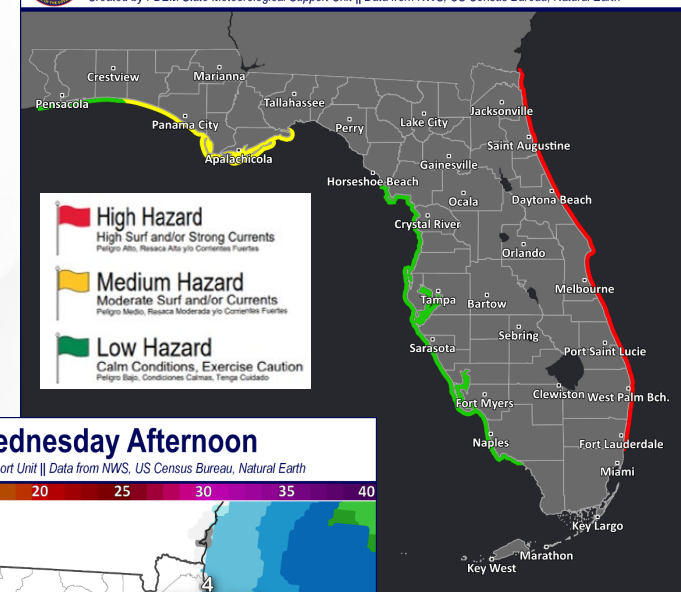 Created by FDEM State Meteorological Support Unit || Data from NWS, US Census Bureau, Natural Earth
Crestview
Marianna
Pensacola
Tallahassee
Jacksonville
Panama City
Perry
Lake City
Saint Augustine
Apalachicola
Gainesville
Horseshoe Beach
Ocala
Daytona Beach
Crystal River
Orlando
Melbourne
Tampa
Bartow
Sebring
Sarasota
Port Saint Lucie
Clewiston
West Palm Bch.
Fort Myers
Naples
Fort Lauderdale
Miami
Key Largo
Marathon
Key West
High Hazard
High Surf and/or Strong Currents
Peligro Alto, Resaca Alta y/o Corrientes Fuertes
Medium Hazard
Moderate Surf and/or Currents
Peligro Medio, Resaca Moderada y/o Corrientes Fuertes
Low Hazard
Calm Conditions, Exercise Caution
Peligro Bajo, Condiciones Calmas, Tenga Cuidado
ednesday Afternoon
ort Unit || Data from NWS, US Census Bureau, Natural Earth
20 25 30 35 40
4